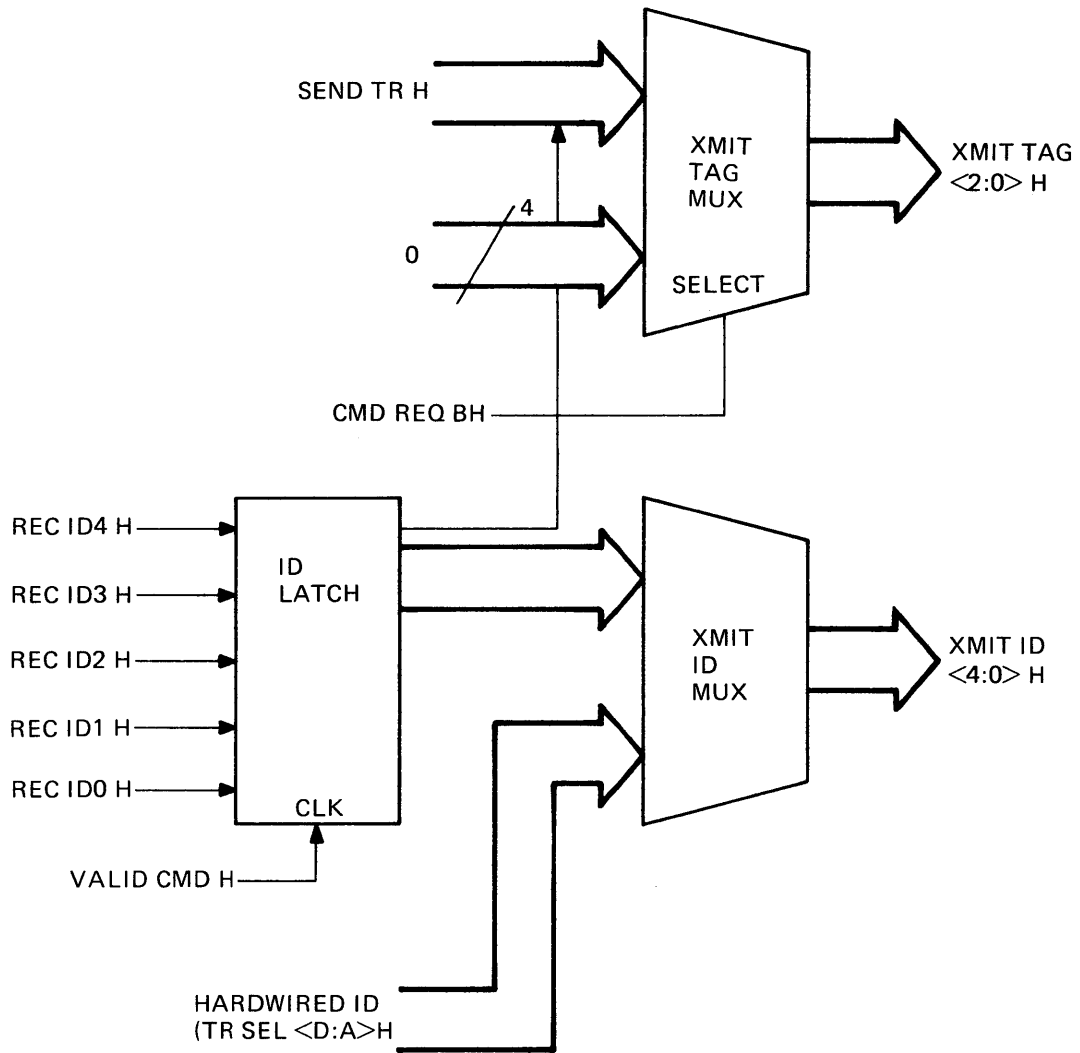 SEND TR H
XMIT
TAG
MUX
XMIT TAG
<2:0> H
4
0
SELECT
CMD REQ BH
REC ID4 H
REC ID3 H
REC ID2 H
REC ID1 H
REC ID0 H
ID
LATCH
CLK
VALID CMD H
XMIT
ID
MUX
XMIT ID
<4:0> H
HARDWIRED ID
(TR SEL <D:A>H